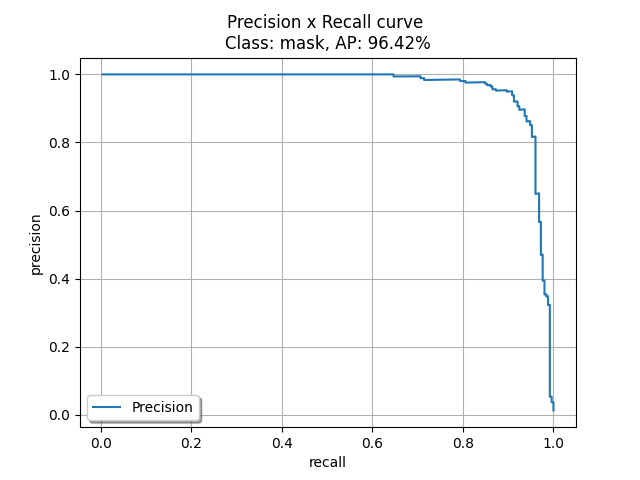 Precision x Recall curve
Class: mask, AP: 96.42%
1.0
0.8
0.6
0.4
0.2
0.0
precision
Precision
0.0 0.2 0.4 0.6 0.8 1.0
recall